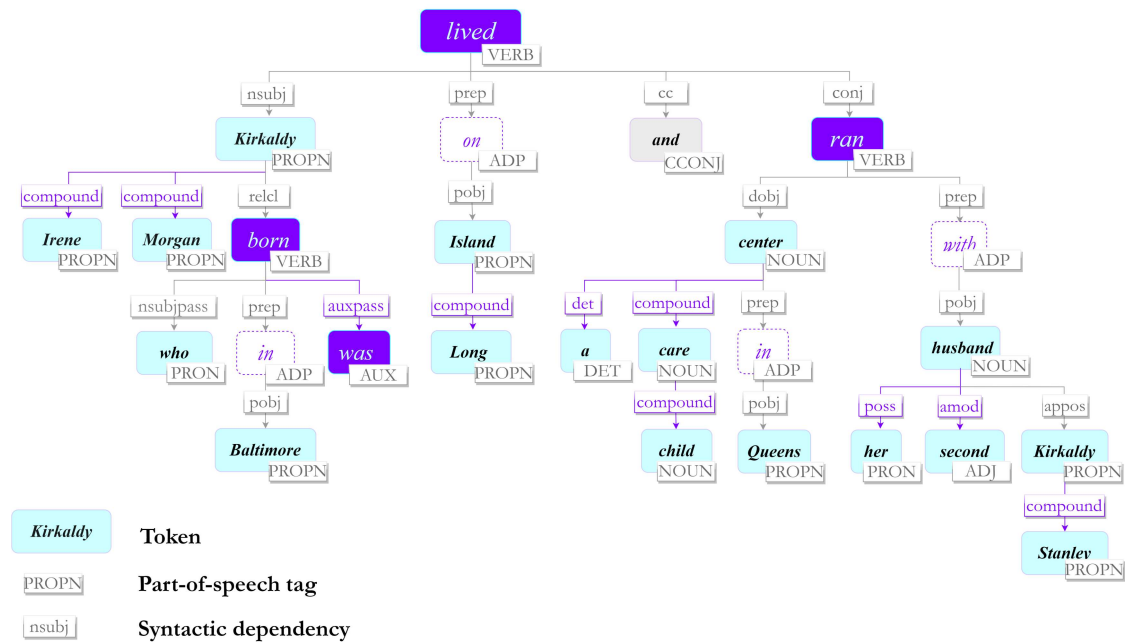 lived
VERB
nsubj prep cc conj
Kirkaldy on and ran
PROPN ADP CCONJ VERB
compound compound relcl pobj dobj prep
Irene Morgan born Island center with
PROPN PROPN VERB PROPN NOUN ADP
nsubjpass prep auxpass compound det compound prep pobj
who in was Long a care in husband
PRON ADP AUX PROPN DET NOUN ADP NOUN
pobj compound pobj poss amod appos
Baltimore child Queens her second Kirkaldy
PROPN NOUN PROPN PRON ADJ PROPN
compound
Kirkaldy Token
Stanley
PROPN
PROPN Part-of-speech tag
nsubj Syntactic dependency